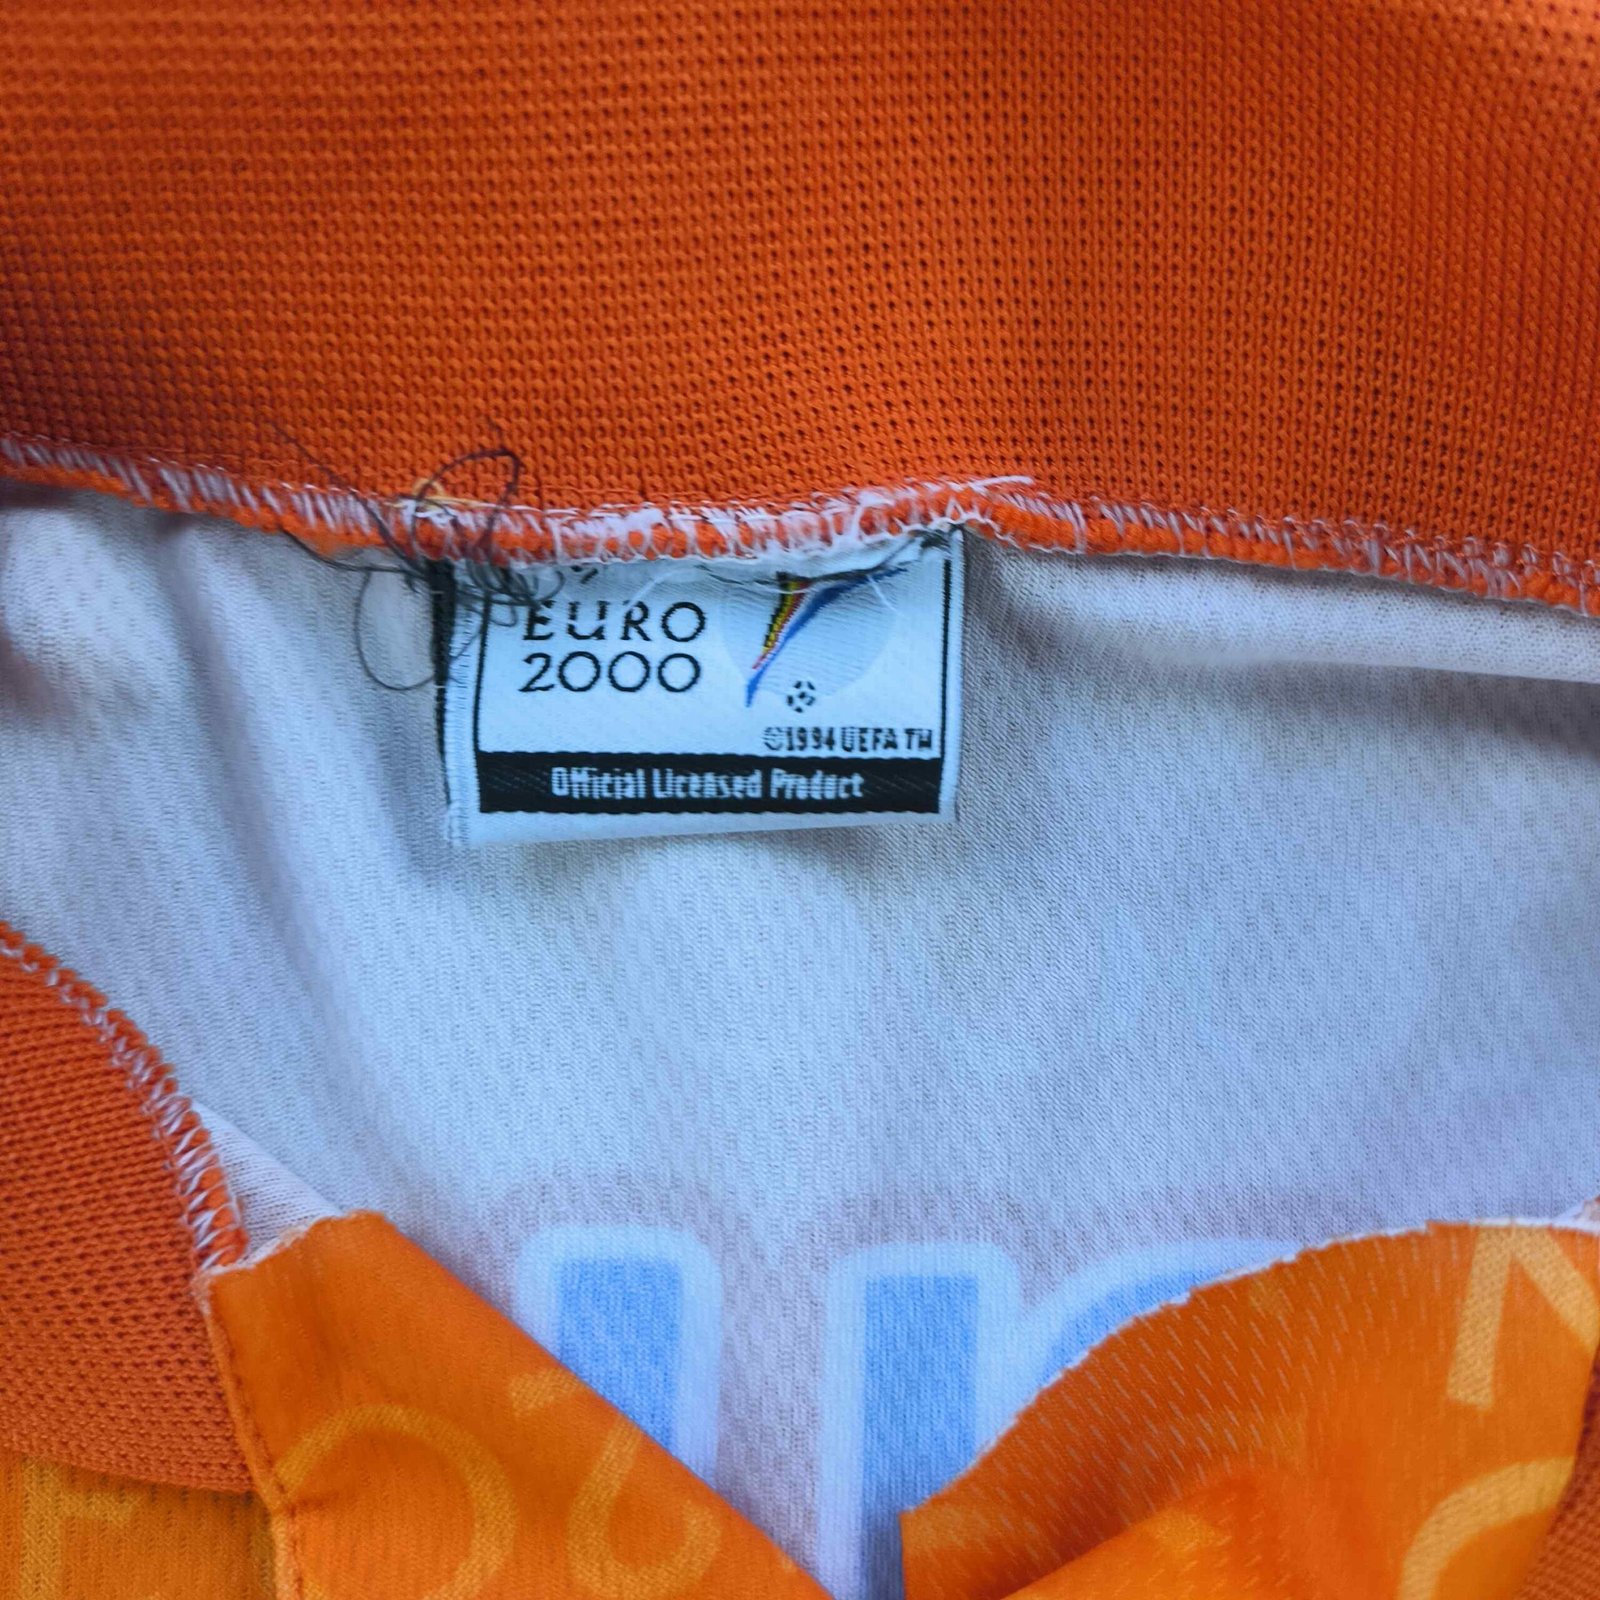 EURO
2000
©1994 UEFA TM
Official Licensed Product